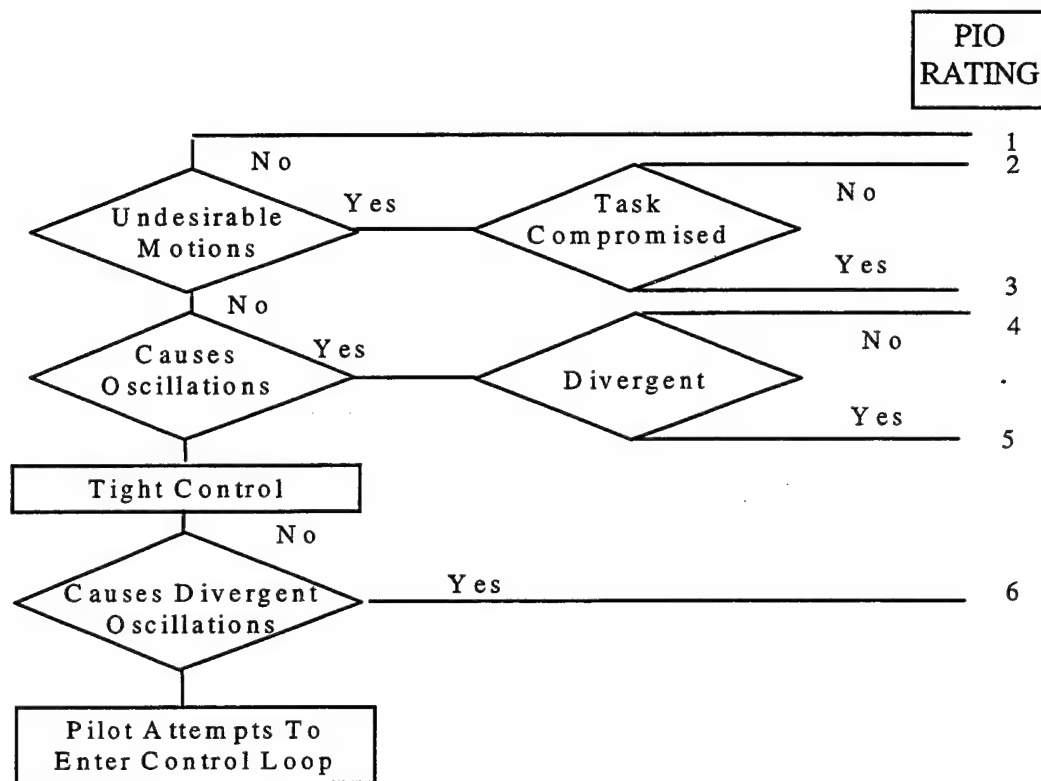 PIO
RATING
1
No
2
No
Undesirable
Motions
Yes
Task
Compromised
Yes
3
No
4
No
Causes
Oscillations
Yes
Divergent
Yes
5
Tight Control
No
Causes Divergent
Oscillations
Yes
6
Pilot Attempts To
Enter Control Loop